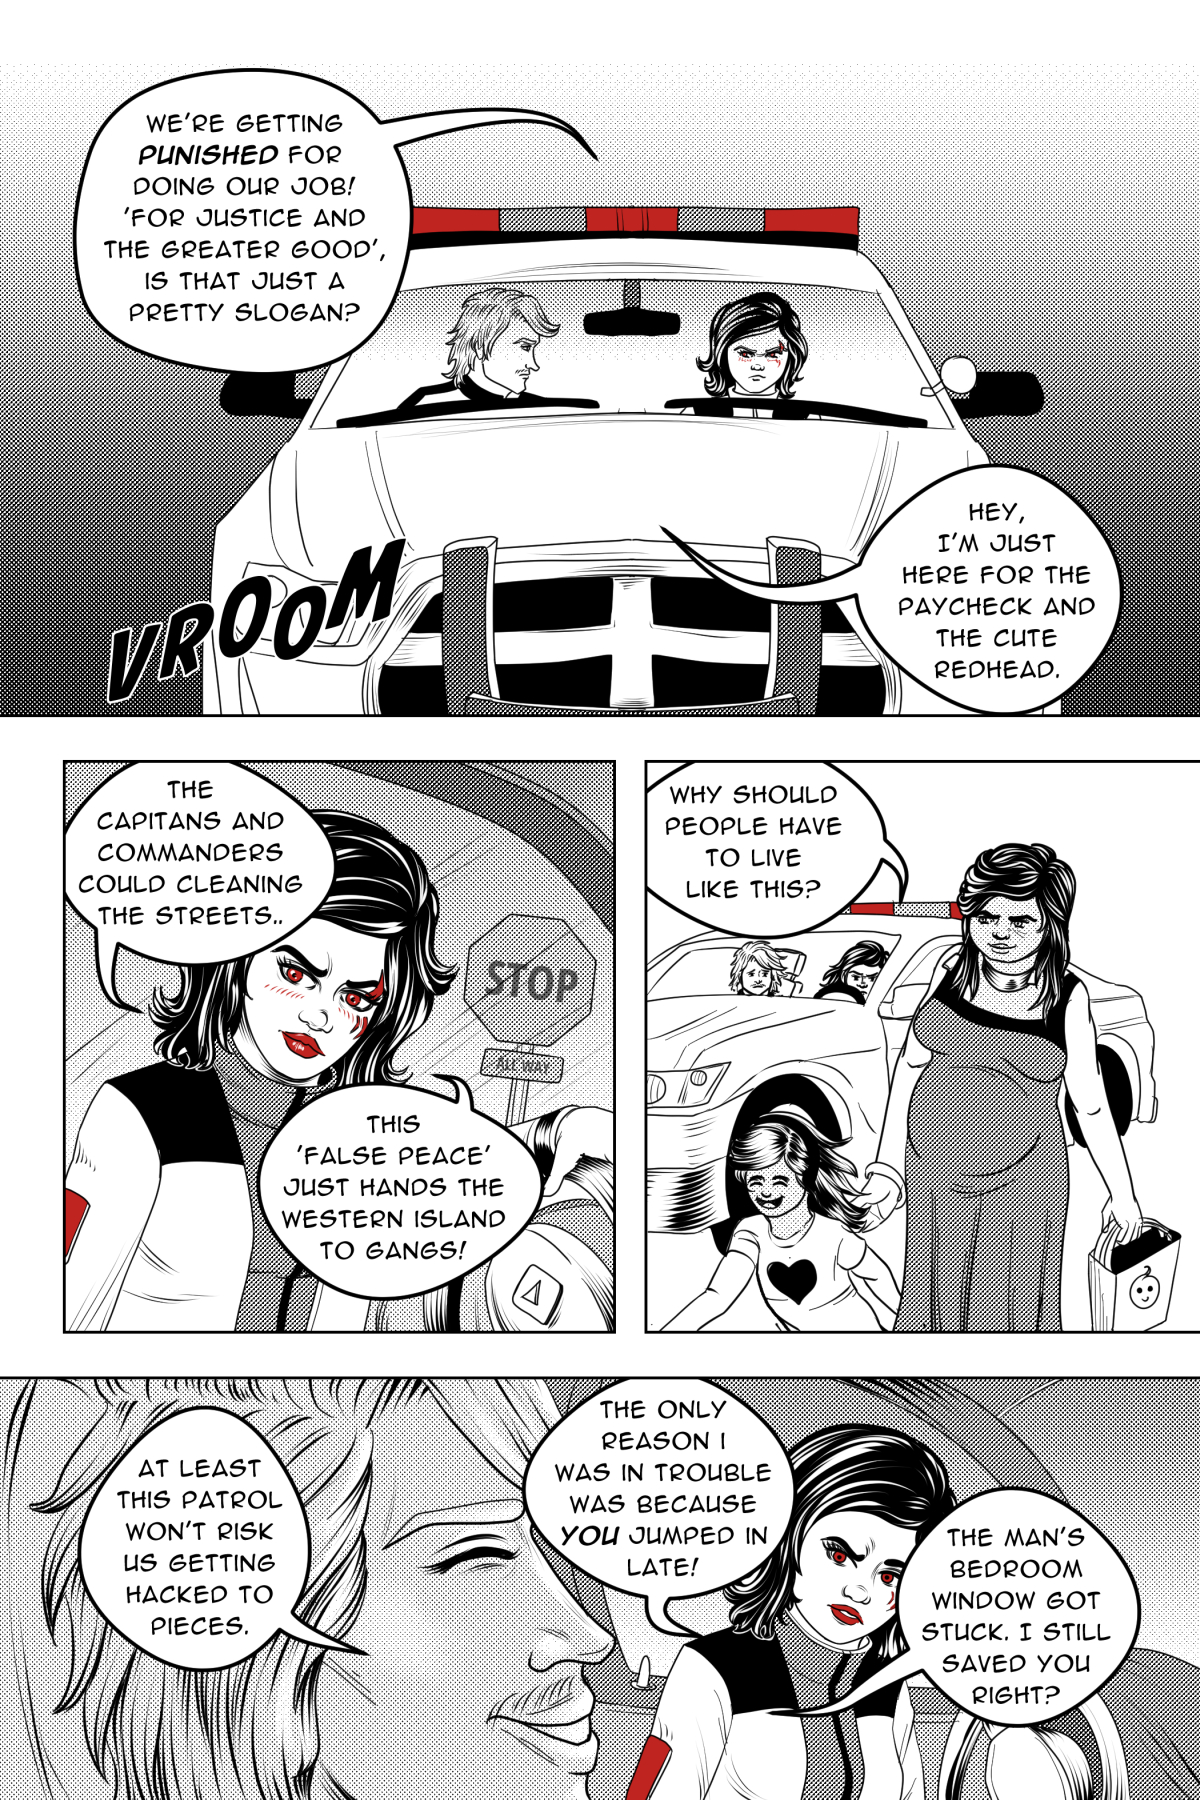 WE'RE GETTING
PUNISHED FOR
DOING OUR JOB!
'FOR JUSTICE AND
THE GREATER GOOD',
IS THAT JUST A
PRETTY SLOGAN?
HEY,
I'M JUST
HERE FOR THE
PAYCHECK AND
THE CUTE
REDHEAD.
VROOM
THE
CAPITANS AND
COMMANDERS
COULD CLEANING
THE STREETS..
STOP
ALL WAY
THIS
'FALSE PEACE'
JUST HANDS THE
WESTERN ISLAND
TO GANGS!
WHY SHOULD
PEOPLE HAVE
TO LIVE
LIKE THIS?
AT LEAST
THIS PATROL
WON'T RISK
US GETTING
HACKED TO
PIECES.
THE ONLY
REASON I
WAS IN TROUBLE
WAS BECAUSE
YOU JUMPED IN
LATE!
THE MAN'S
BEDROOM
WINDOW GOT
STUCK. I STILL
SAVED YOU
RIGHT?